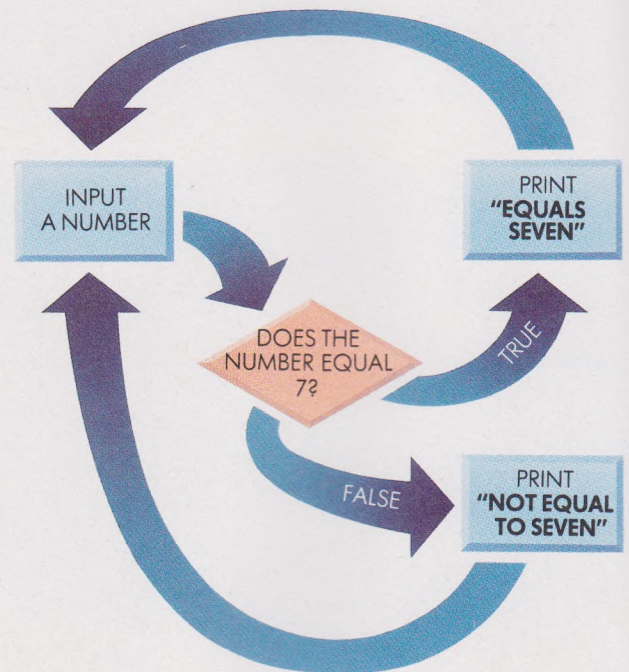 INPUT
A NUMBER
PRINT
"EQUALS
SEVEN"
DOES THE
NUMBER EQUAL
7?
TRUE
FALSE
PRINT
"NOT EQUAL
TO SEVEN"